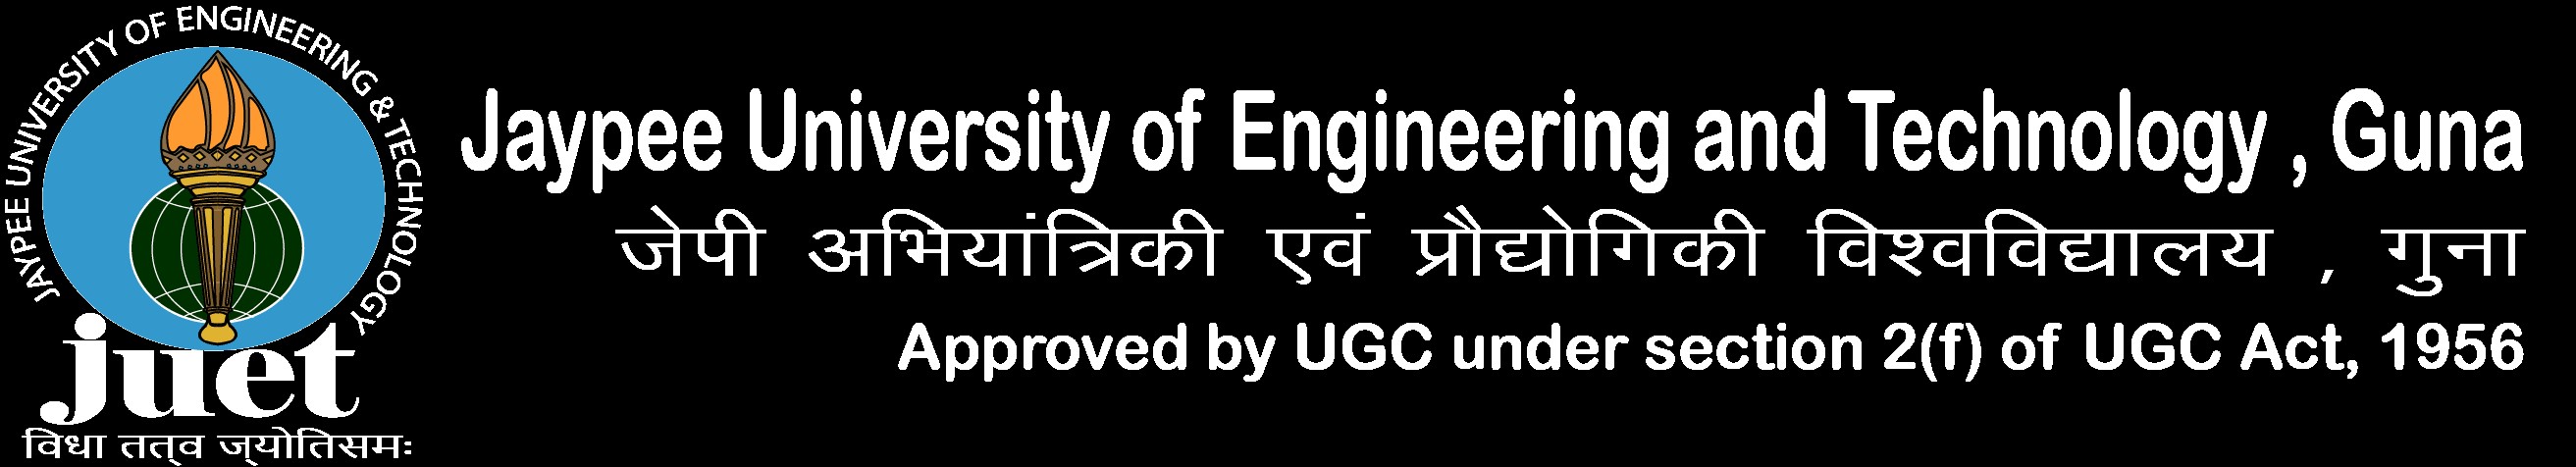 JAYPEE UNIVERSITY OF ENGINEERING & TECHNOLOGY
juet
विधा तत्व ज्योतिसमः
Jaypee University of Engineering and Technology , Guna
जेपी अभियांत्रिकी एवं प्रौद्योगिकी विश्वविद्यालय , गुना
Approved by UGC under section 2(f) of UGC Act, 1956